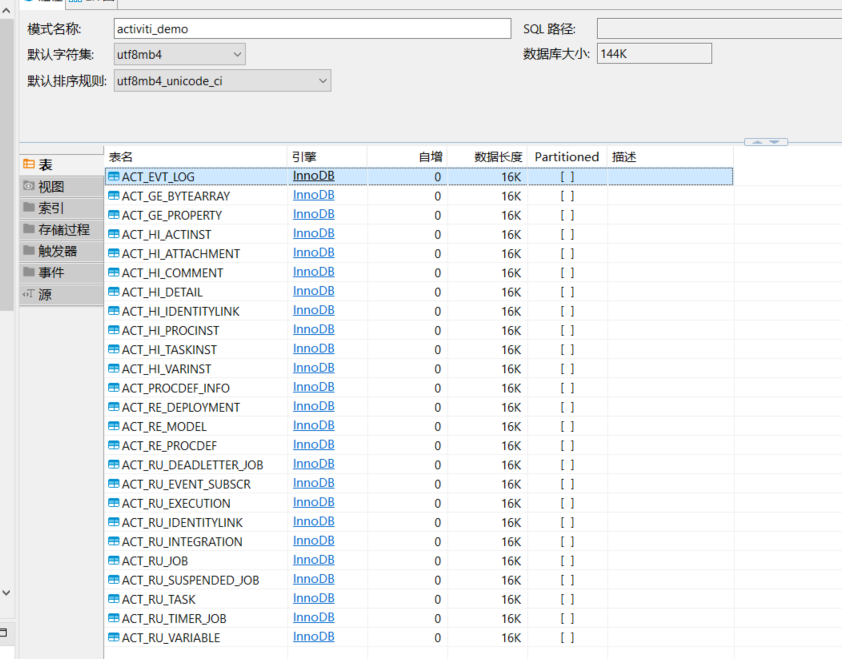 模式名称: activiti_demo SQL 路径:
默认字符集: utf8mb4 数据库大小: 144K
默认排序规则: utf8mb4_unicode_ci
表
视图
索引
存储过程
触发器
事件
源
表名 引擎 自增 数据长度 Partitioned 描述
ACT_EVT_LOG InnoDB 0 16K [ ]
ACT_GE_BYTEARRAY InnoDB 0 16K [ ]
ACT_GE_PROPERTY InnoDB 0 16K [ ]
ACT_HI_ACTINST InnoDB 0 16K [ ]
ACT_HI_ATTACHMENT InnoDB 0 16K [ ]
ACT_HI_COMMENT InnoDB 0 16K [ ]
ACT_HI_DETAIL InnoDB 0 16K [ ]
ACT_HI_IDENTITYLINK InnoDB 0 16K [ ]
ACT_HI_PROCINST InnoDB 0 16K [ ]
ACT_HI_TASKINST InnoDB 0 16K [ ]
ACT_HI_VARINST InnoDB 0 16K [ ]
ACT_PROCDEF_INFO InnoDB 0 16K [ ]
ACT_RE_DEPLOYMENT InnoDB 0 16K [ ]
ACT_RE_MODEL InnoDB 0 16K [ ]
ACT_RE_PROCDEF InnoDB 0 16K [ ]
ACT_RU_DEADLETTER_JOB InnoDB 0 16K [ ]
ACT_RU_EVENT_SUBSCR InnoDB 0 16K [ ]
ACT_RU_EXECUTION InnoDB 0 16K [ ]
ACT_RU_IDENTITYLINK InnoDB 0 16K [ ]
ACT_RU_INTEGRATION InnoDB 0 16K [ ]
ACT_RU_JOB InnoDB 0 16K [ ]
ACT_RU_SUSPENDED_JOB InnoDB 0 16K [ ]
ACT_RU_TASK InnoDB 0 16K [ ]
ACT_RU_TIMER_JOB InnoDB 0 16K [ ]
ACT_RU_VARIABLE InnoDB 0 16K [ ]